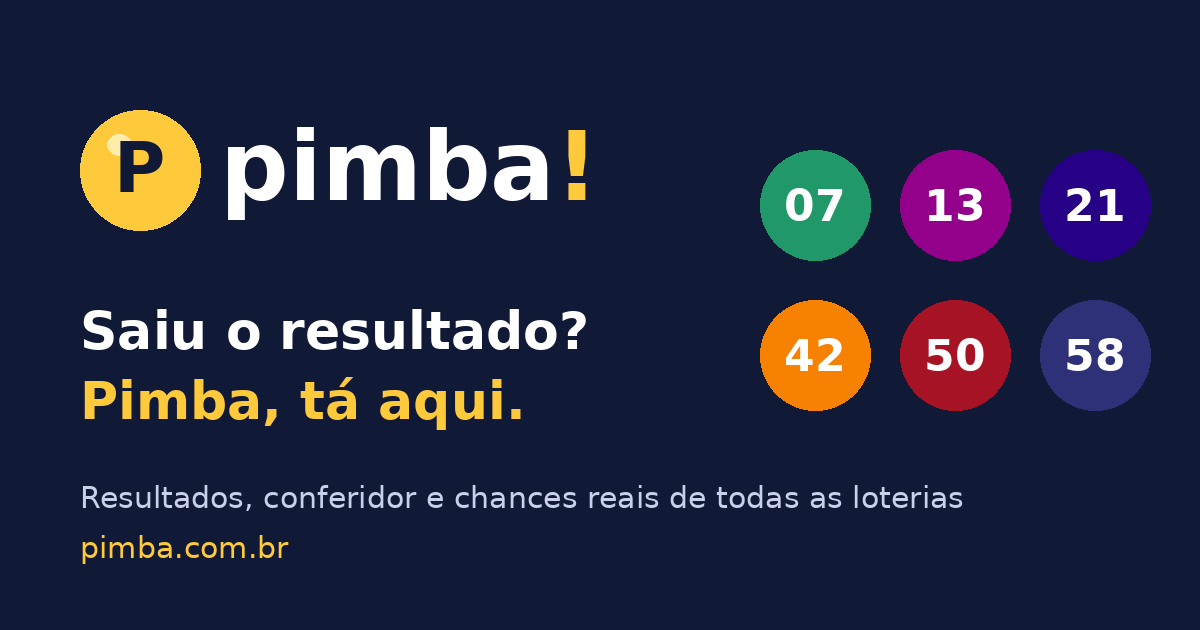 P pimba!
07 13 21
42 50 58
Saiu o resultado?
Pimba, tá aqui.
Resultados, conferidor e chances reais de todas as loterias
pimba.com.br